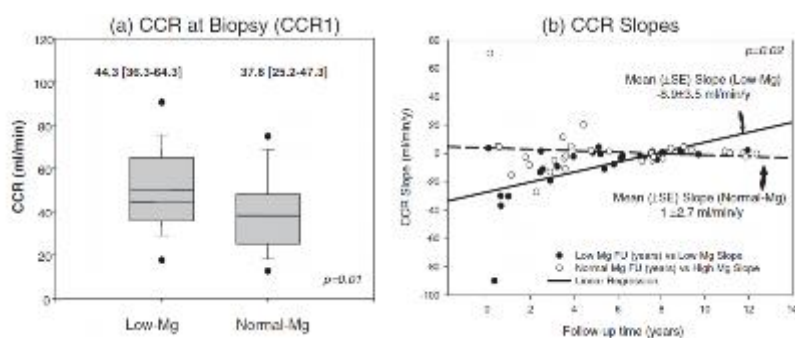 (a) CCR at Biopsy (CCR1)
CCR (ml/min)
120
100
80
60
40
20
0
44.3 [36.3-64.3]
37.8 [25.2-47.3]
p=0.01
Low-Mg
Normal-Mg
(b) CCR Slopes
CCR Slope (ml/min/y)
80
60
40
20
0
-20
-40
-60
-80
-100
p=0.02
Mean (±SE) Slope (Low-Mg)
-8.9±3.5 ml/min/y
Mean (±SE) Slope (Normal-Mg)
1±2.7 ml/min/y
Low Mg FU (years) vs Low Mg Slope
Normal Mg FU (years) vs High Mg Slope
Linear Regression
-2
0
2
4
6
8
10
12
14
Follow-up time (years)